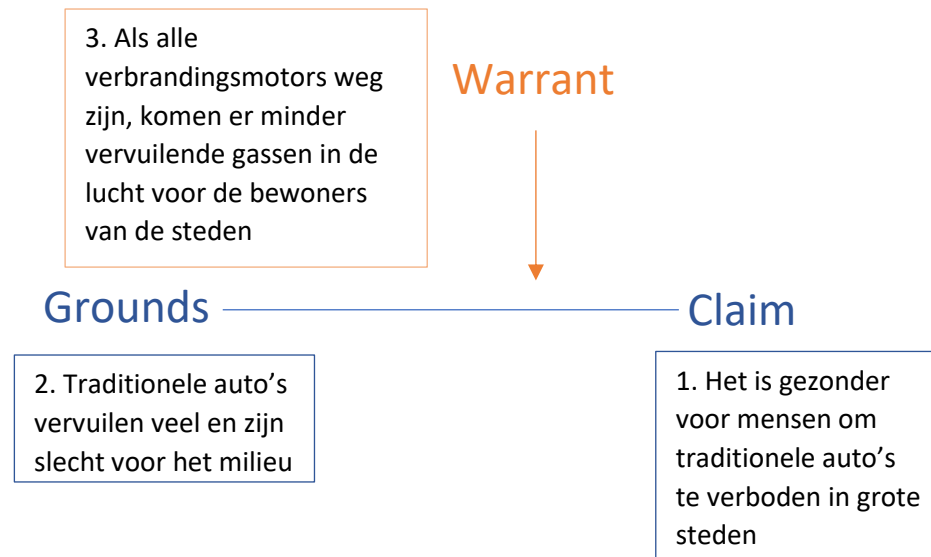 3. Als alle
verbrandingsmotors weg
zijn, komen er minder
vervuilende gassen in de
lucht voor de bewoners
van de steden
Warrant
Grounds
Claim
2. Traditionele auto’s
vervuilen veel en zijn
slecht voor het milieu
1. Het is gezonder
voor mensen om
traditionele auto’s
te verboden in grote
steden